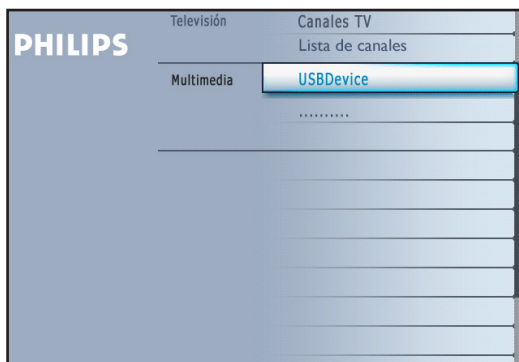 PHILIPS
Televisión Canales TV
Lista de canales
Multimedia USBDevice
..........